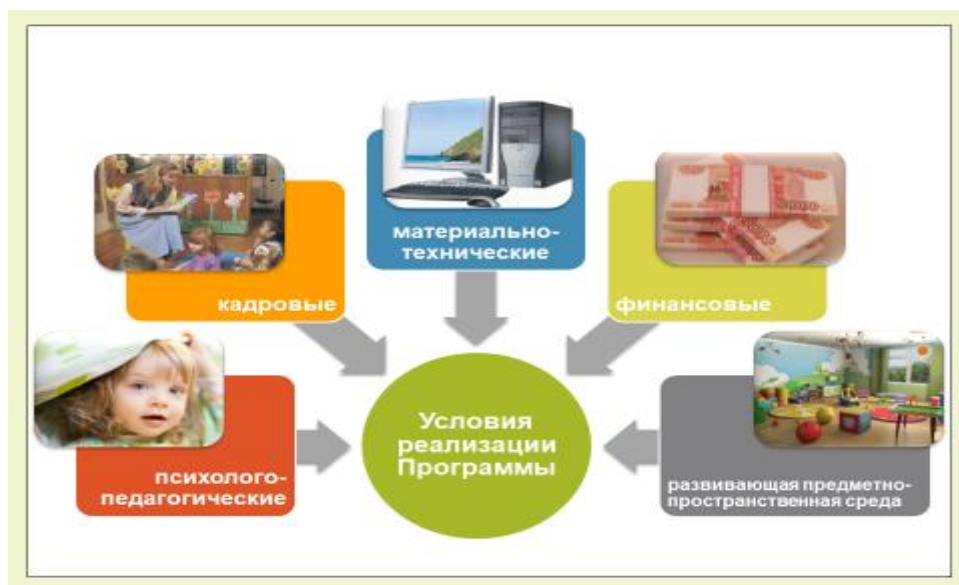 материально-
технические
кадровые
финансовые
Условия
реализации
Программы
психолого-
педагогические
развивающая предметно-
пространственная среда